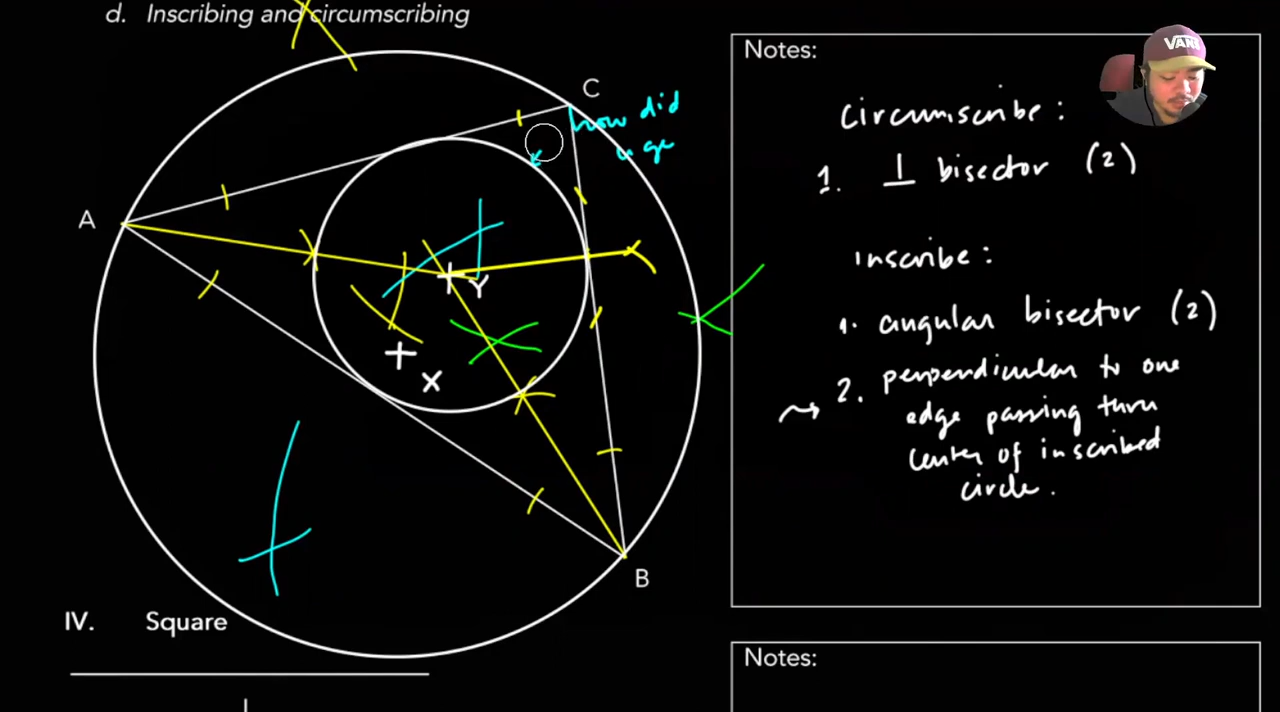 d. Inscribing and circumscribing
C
how did
u ge
A
Y
X
B
IV. Square
Notes:
VANS
Circumscribe:
1. ⊥ bisector (2)
inscribe:
1. angular bisector (2)
2. perpendicular to one
edge passing thru
center of inscribed
circle.
Notes: